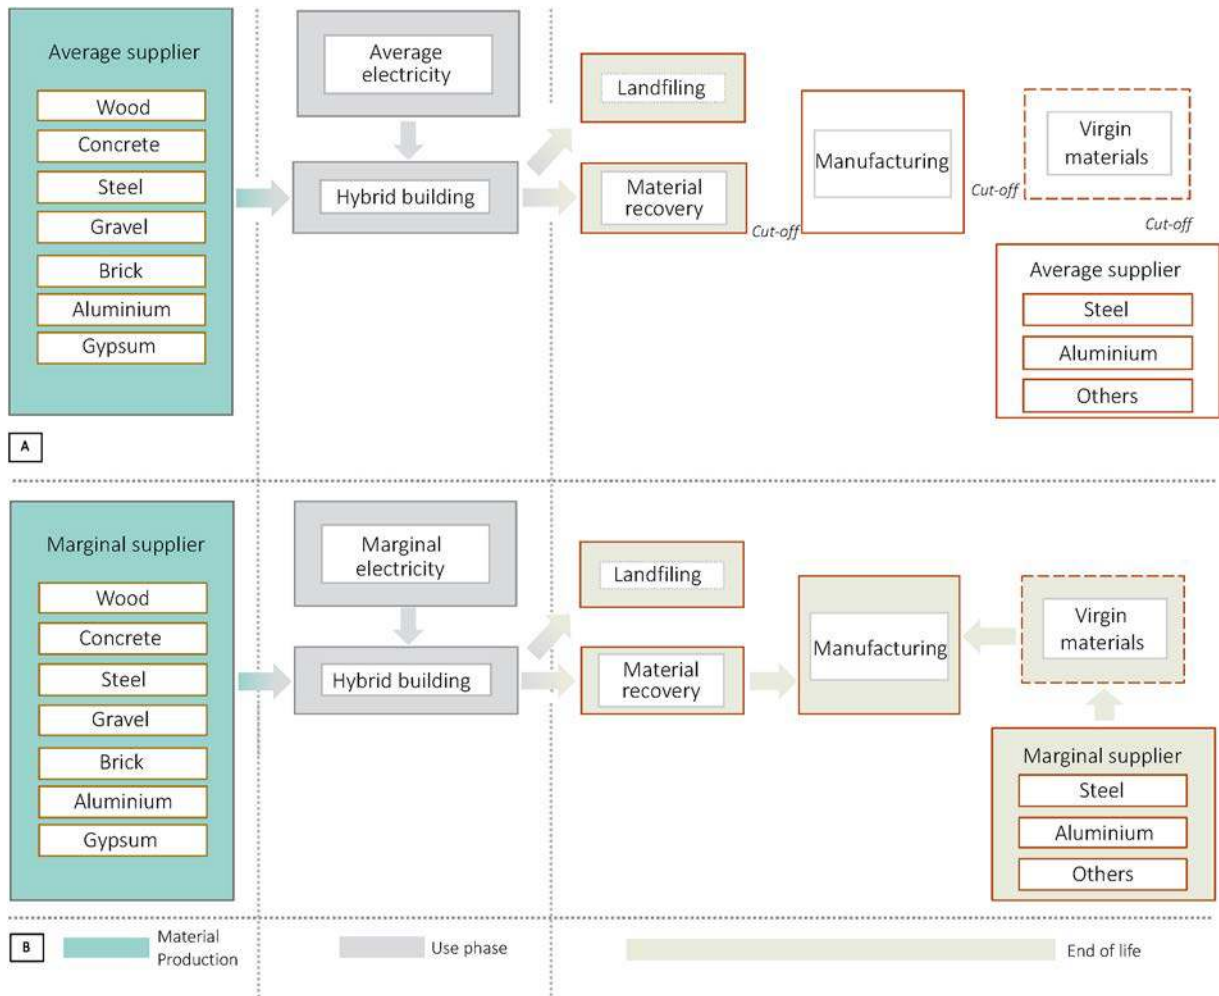 Average supplier
Wood
Concrete
Steel
Gravel
Brick
Aluminium
Gypsum
Average
electricity
Hybrid building
Landfiling
Material
recovery
Cut-off
Manufacturing
Cut-off
Virgin
materials
Cut-off
Average supplier
Steel
Aluminium
Others
A
Marginal supplier
Wood
Concrete
Steel
Gravel
Brick
Aluminium
Gypsum
Marginal
electricity
Hybrid building
Landfiling
Material
recovery
Manufacturing
Virgin
materials
Marginal supplier
Steel
Aluminium
Others
B
Material
Production
Use phase
End of life